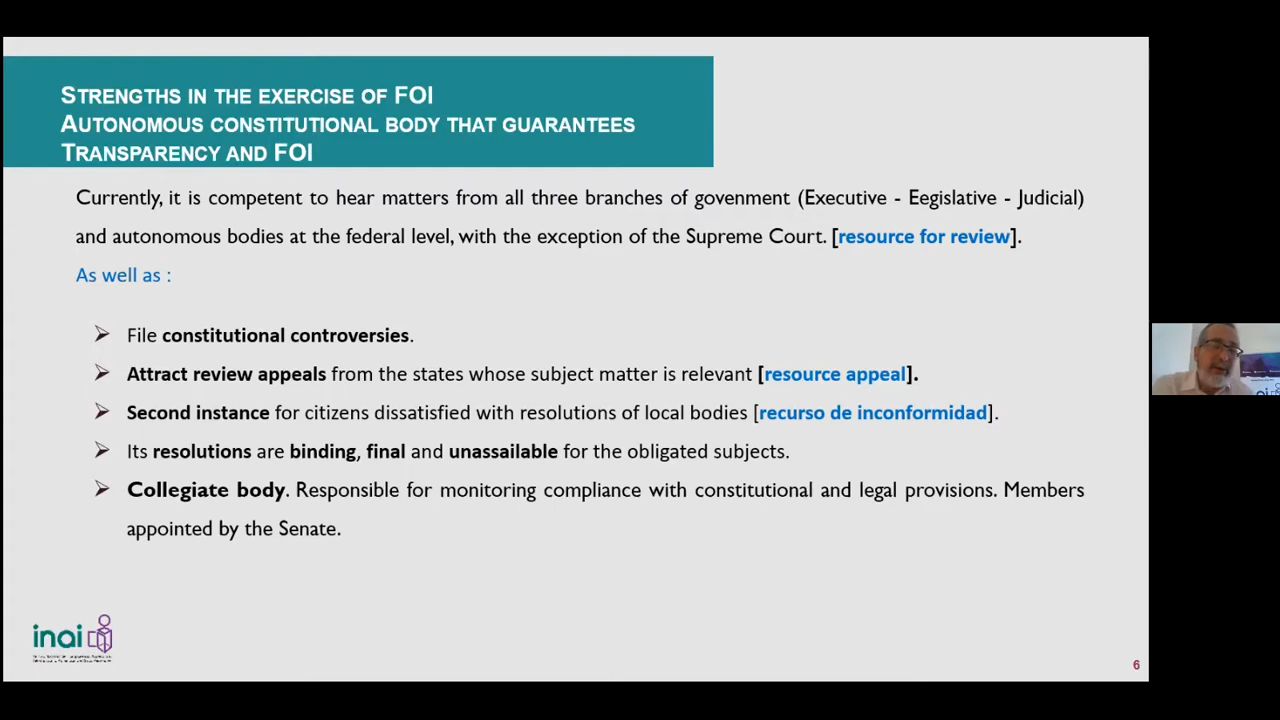 STRENGTHS IN THE EXERCISE OF FOI
AUTONOMOUS CONSTITUTIONAL BODY THAT GUARANTEES
TRANSPARENCY AND FOI
Currently, it is competent to hear matters from all three branches of govenment (Executive - Eegislative - Judicial)
and autonomous bodies at the federal level, with the exception of the Supreme Court. [resource for review].
As well as :
➢ File constitutional controversies.
➢ Attract review appeals from the states whose subject matter is relevant [resource appeal].
➢ Second instance for citizens dissatisfied with resolutions of local bodies [recurso de inconformidad].
➢ Its resolutions are binding, final and unassailable for the obligated subjects.
➢ Collegiate body. Responsible for monitoring compliance with constitutional and legal provisions. Members
appointed by the Senate.
inai
6